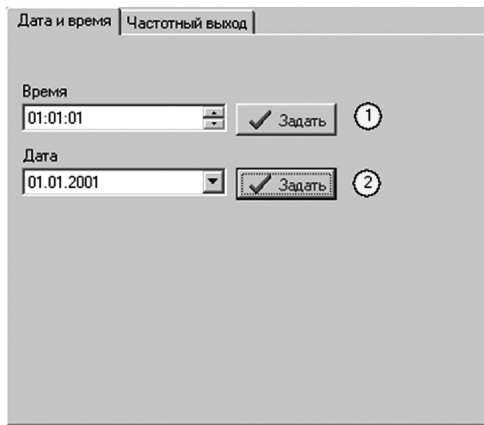 Дата и время Частотный выход
Время
01:01:01 Задать 1
Дата
01.01.2001 Задать 2